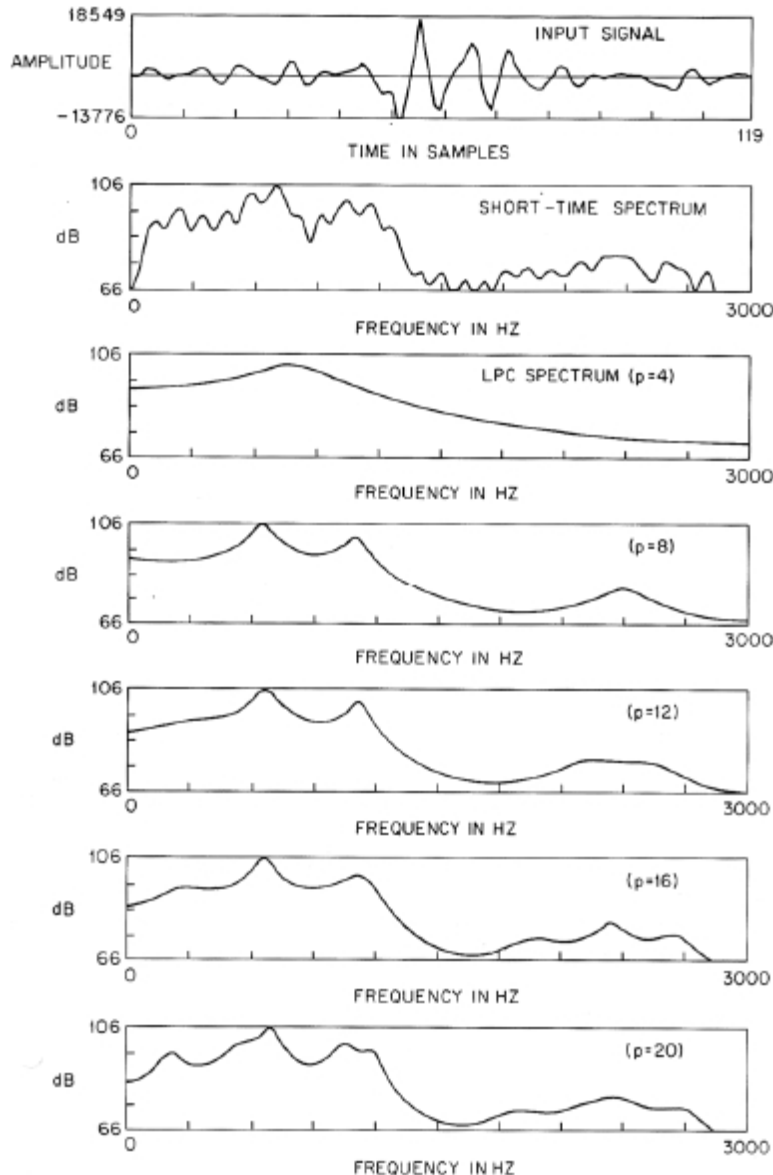 18549
INPUT SIGNAL
AMPLITUDE
-13776
0
119
TIME IN SAMPLES
106
SHORT-TIME SPECTRUM
dB
66
0
3000
FREQUENCY IN HZ
106
LPC SPECTRUM (p=4)
dB
66
0
3000
FREQUENCY IN HZ
106
(p=8)
dB
66
0
3000
FREQUENCY IN HZ
106
(p=12)
dB
66
0
3000
FREQUENCY IN HZ
106
(p=16)
dB
66
0
3000
FREQUENCY IN HZ
106
(p=20)
dB
66
0
3000
FREQUENCY IN HZ